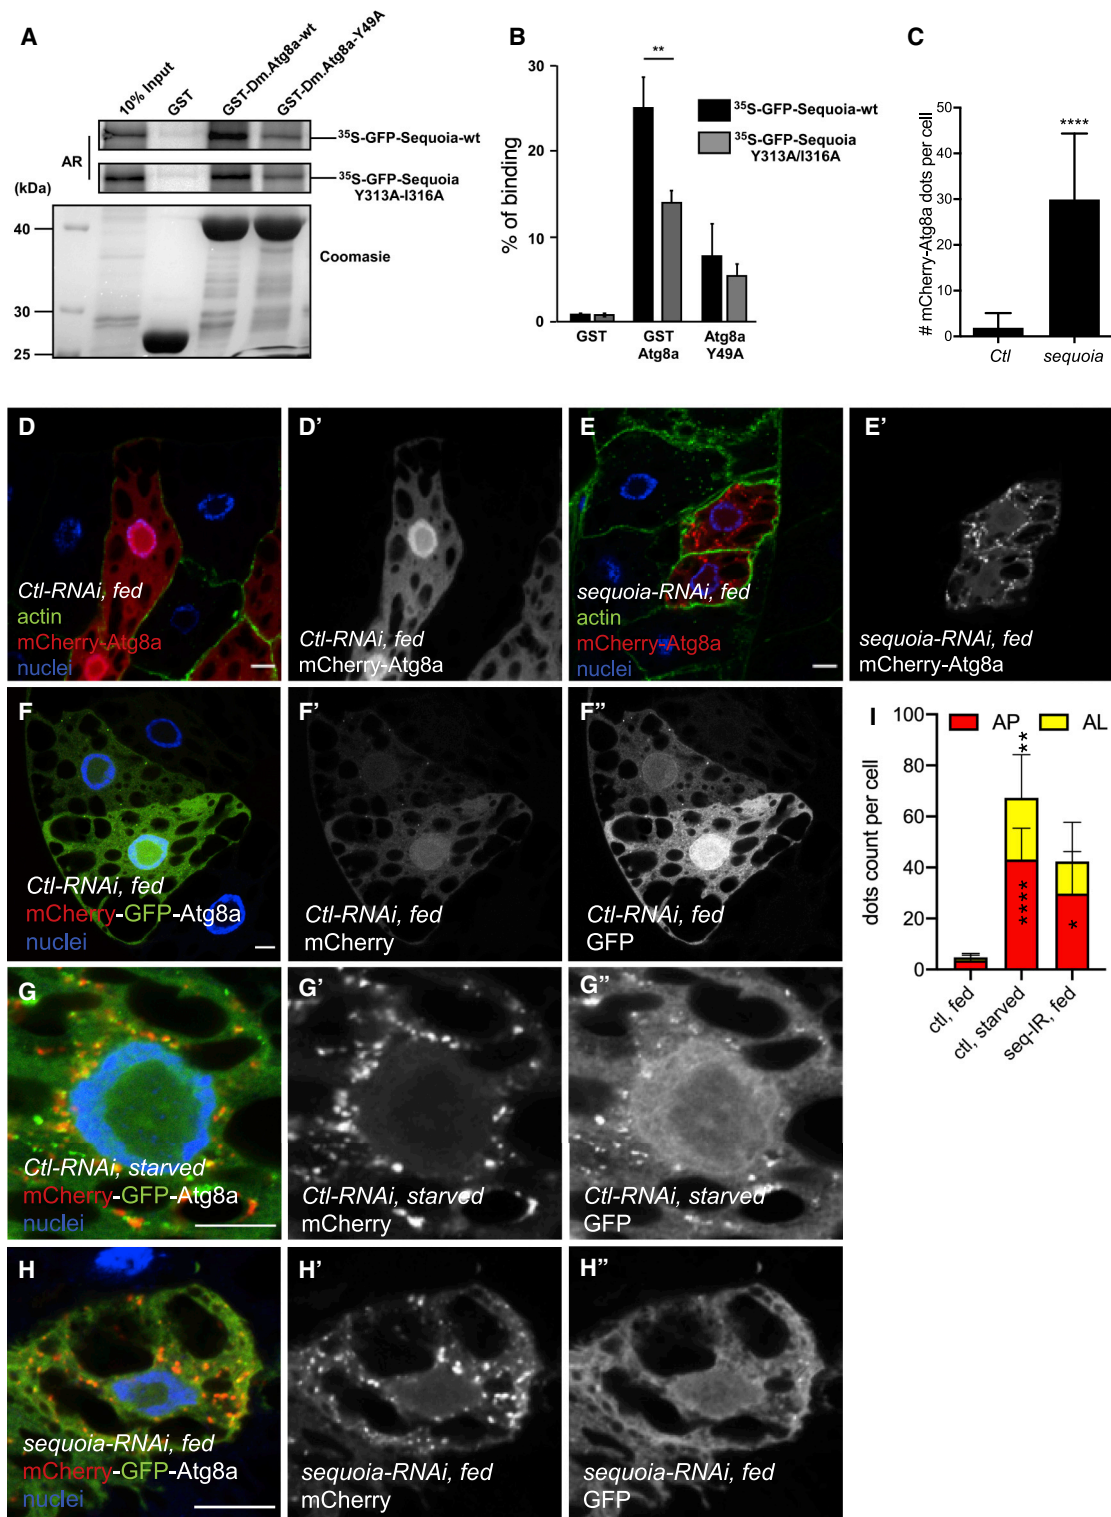 A
10% Input
GST
GST-Dm.Atg8a-wt
GST-Dm.Atg8a-Y49A
AR
35S-GFP-Sequoia-wt
35S-GFP-Sequoia
Y313A-I316A
(kDa)
40
30
25
Coomasie
B
% of binding
30
20
10
0
**
35S-GFP-Sequoia-wt
35S-GFP-Sequoia
Y313A/I316A
GST
GST
Atg8a
Atg8a
Y49A
C
# mCherry-Atg8a dots per cell
50
40
30
20
10
0
****
Ctl
sequoia
D
Ctl-RNAi, fed
actin
mCherry-Atg8a
nuclei
D'
Ctl-RNAi, fed
mCherry-Atg8a
E
sequoia-RNAi, fed
actin
mCherry-Atg8a
nuclei
E'
sequoia-RNAi, fed
mCherry-Atg8a
F
Ctl-RNAi, fed
mCherry-GFP-Atg8a
nuclei
F'
Ctl-RNAi, fed
mCherry
F"
Ctl-RNAi, fed
GFP
I
dots count per cell
100
80
60
40
20
0
AP
AL
**
****
*
ctl, fed
ctl, starved
seq-IR, fed
G
Ctl-RNAi, starved
mCherry-GFP-Atg8a
nuclei
G'
Ctl-RNAi, starved
mCherry
G"
Ctl-RNAi, starved
GFP
H
sequoia-RNAi, fed
mCherry-GFP-Atg8a
nuclei
H'
sequoia-RNAi, fed
mCherry
H"
sequoia-RNAi, fed
GFP